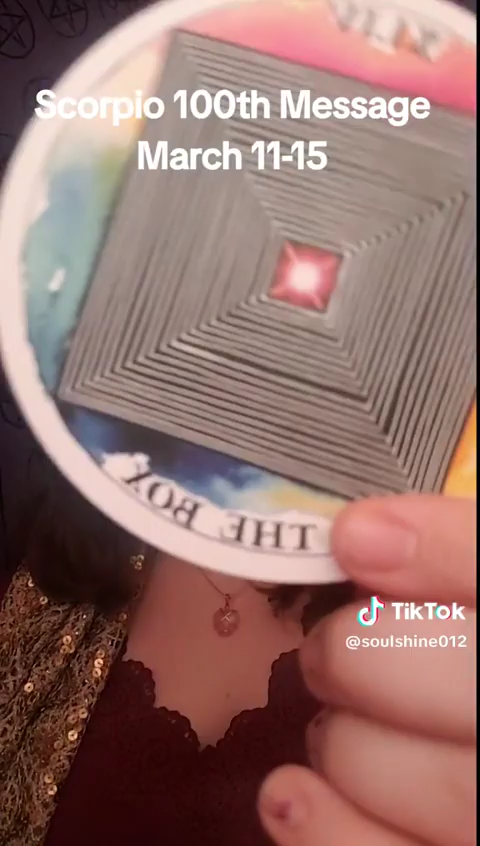 Scorpio 100th Message
March 11-15
THE BOX
TikTok
@soulshine012